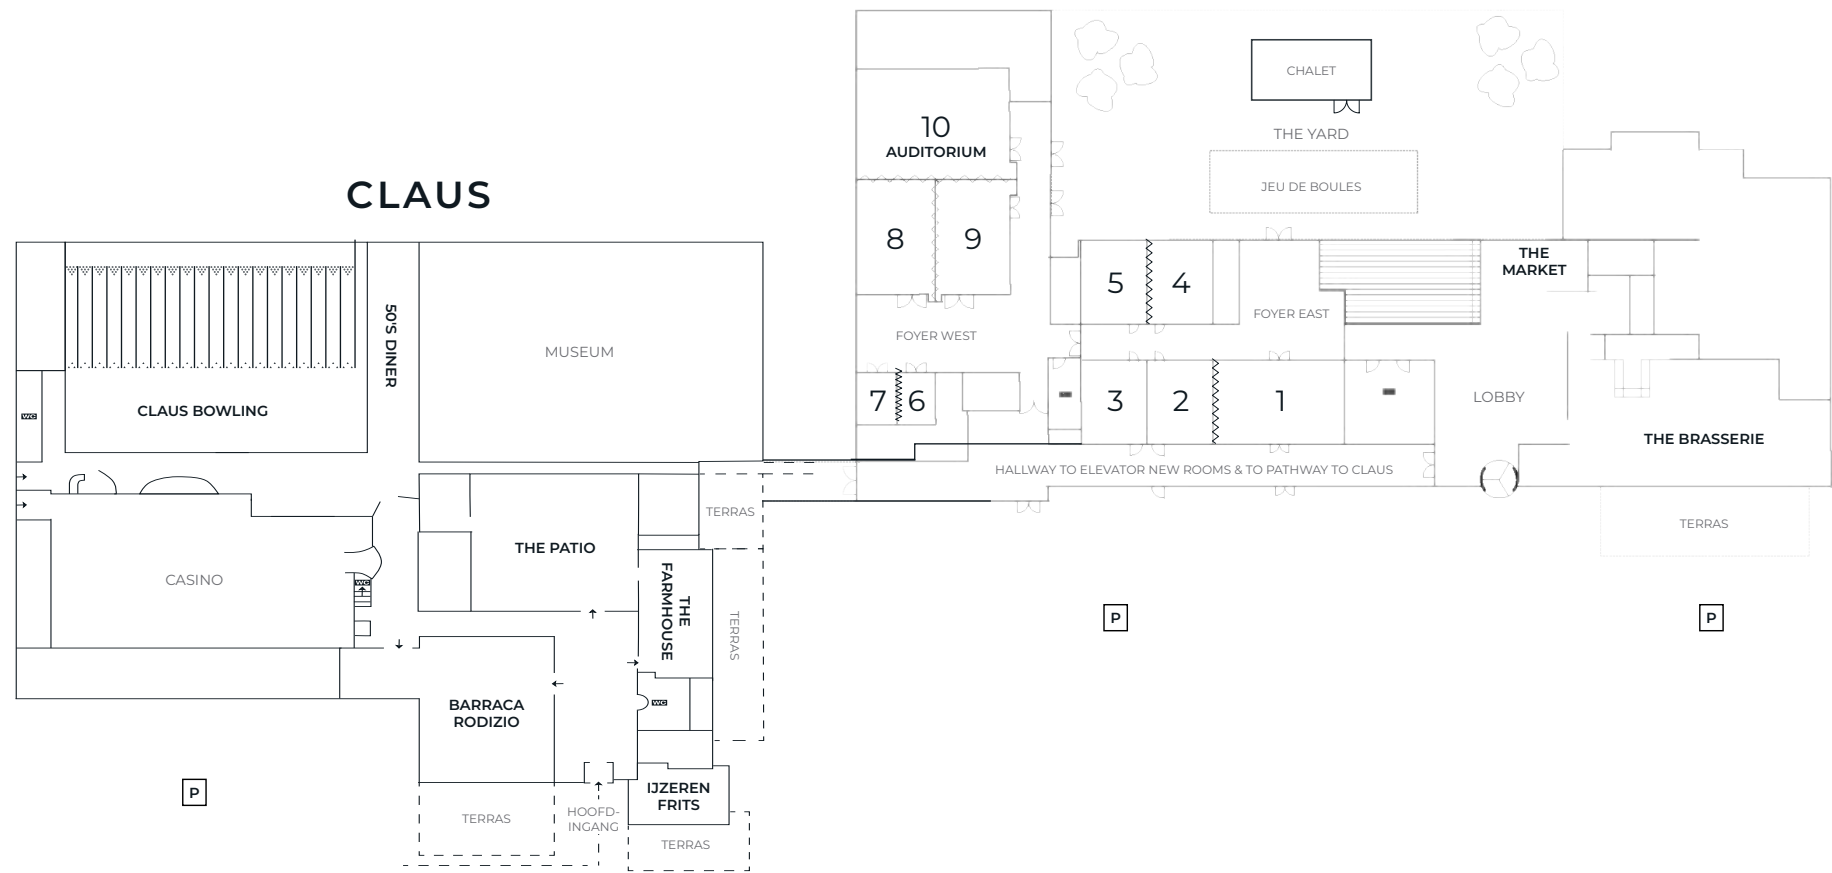 CHALET
THE YARD
JEU DE BOULES
10
AUDITORIUM
8
9
FOYER WEST
7
6
5
4
FOYER EAST
3
2
1
THE
MARKET
LOBBY
THE BRASSERIE
HALLWAY TO ELEVATOR NEW ROOMS & TO PATHWAY TO CLAUS
TERRAS
P
P
CLAUS
50'S DINER
MUSEUM
CLAUS BOWLING
WC
CASINO
WC
THE PATIO
TERRAS
THE
FARMHOUSE
TERRAS
WC
BARRACA
RODIZIO
P
TERRAS
HOOFD-
INGANG
IJZEREN
FRITS
TERRAS